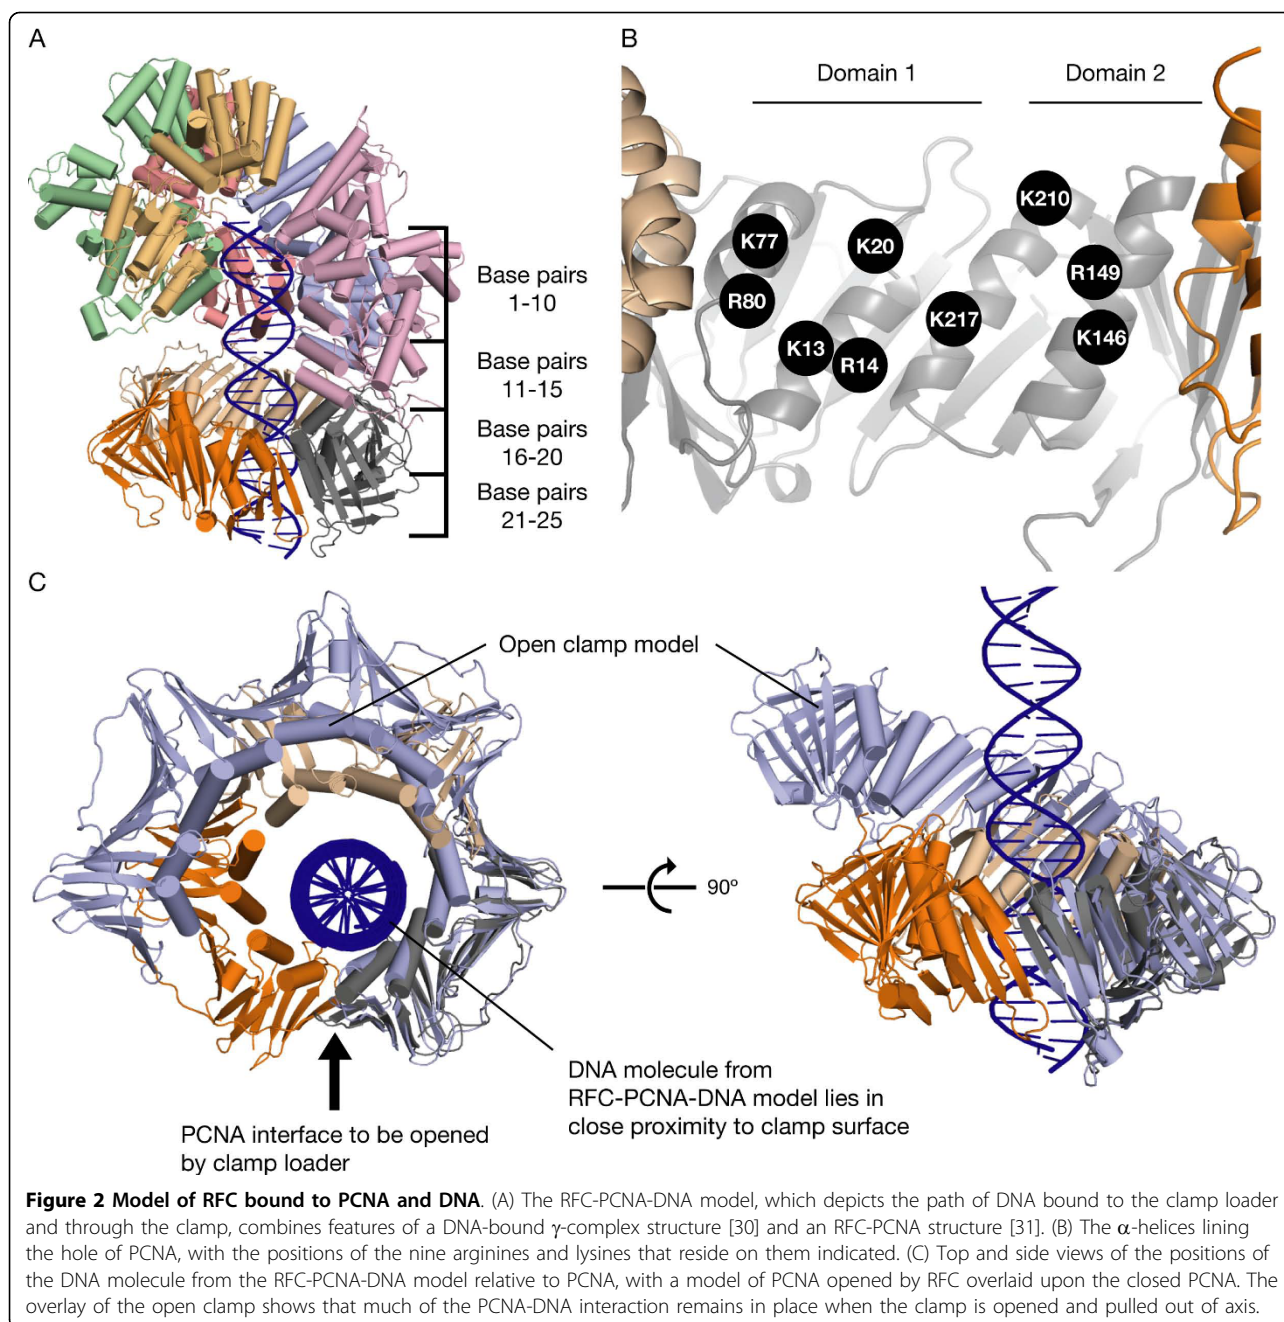 A
Base pairs
1-10
Base pairs
11-15
Base pairs
16-20
Base pairs
21-25
B
Domain 1
Domain 2
K210
K77
K20
R149
R80
K217
K13
R14
K146
C
Open clamp model
90º
DNA molecule from
RFC-PCNA-DNA model lies in
close proximity to clamp surface
PCNA interface to be opened
by clamp loader
Figure 2 Model of RFC bound to PCNA and DNA. (A) The RFC-PCNA-DNA model, which depicts the path of DNA bound to the clamp loader
and through the clamp, combines features of a DNA-bound γ-complex structure [30] and an RFC-PCNA structure [31]. (B) The α-helices lining
the hole of PCNA, with the positions of the nine arginines and lysines that reside on them indicated. (C) Top and side views of the positions of
the DNA molecule from the RFC-PCNA-DNA model relative to PCNA, with a model of PCNA opened by RFC overlaid upon the closed PCNA. The
overlay of the open clamp shows that much of the PCNA-DNA interaction remains in place when the clamp is opened and pulled out of axis.